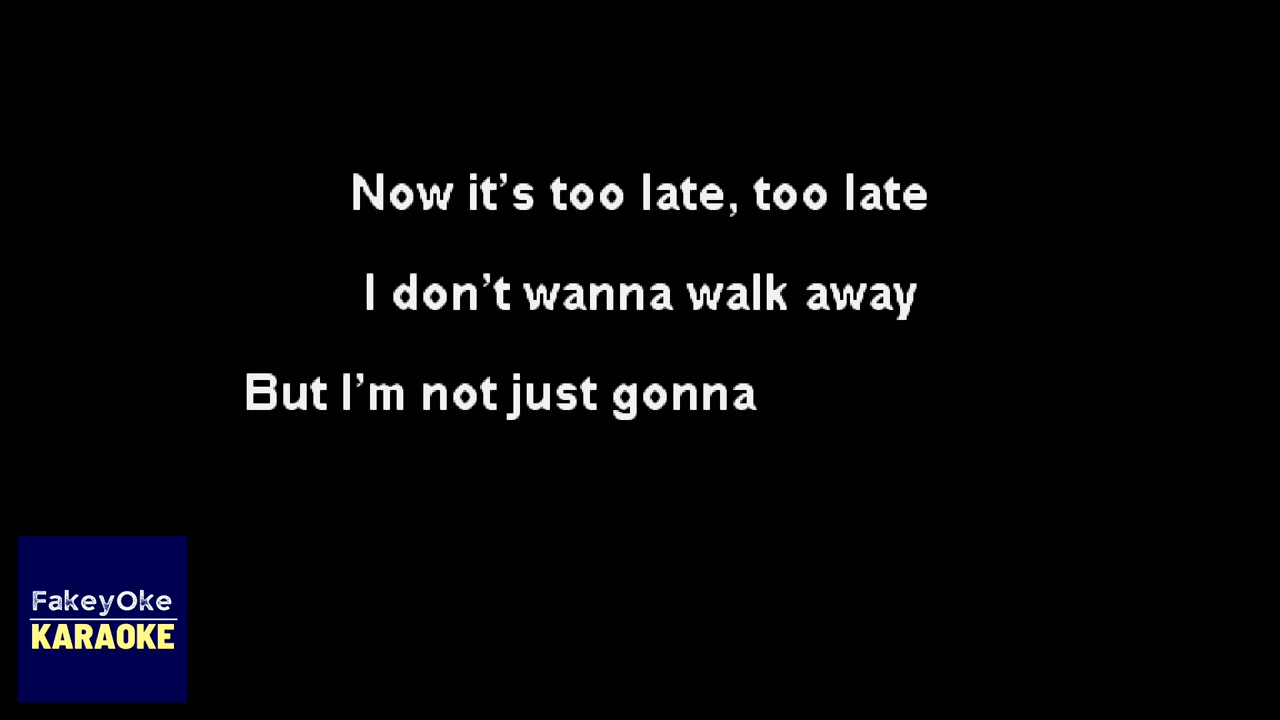 Now it's too late, too late
I don't wanna walk away
But I'm not just gonna
FakeyOke
KARAOKE